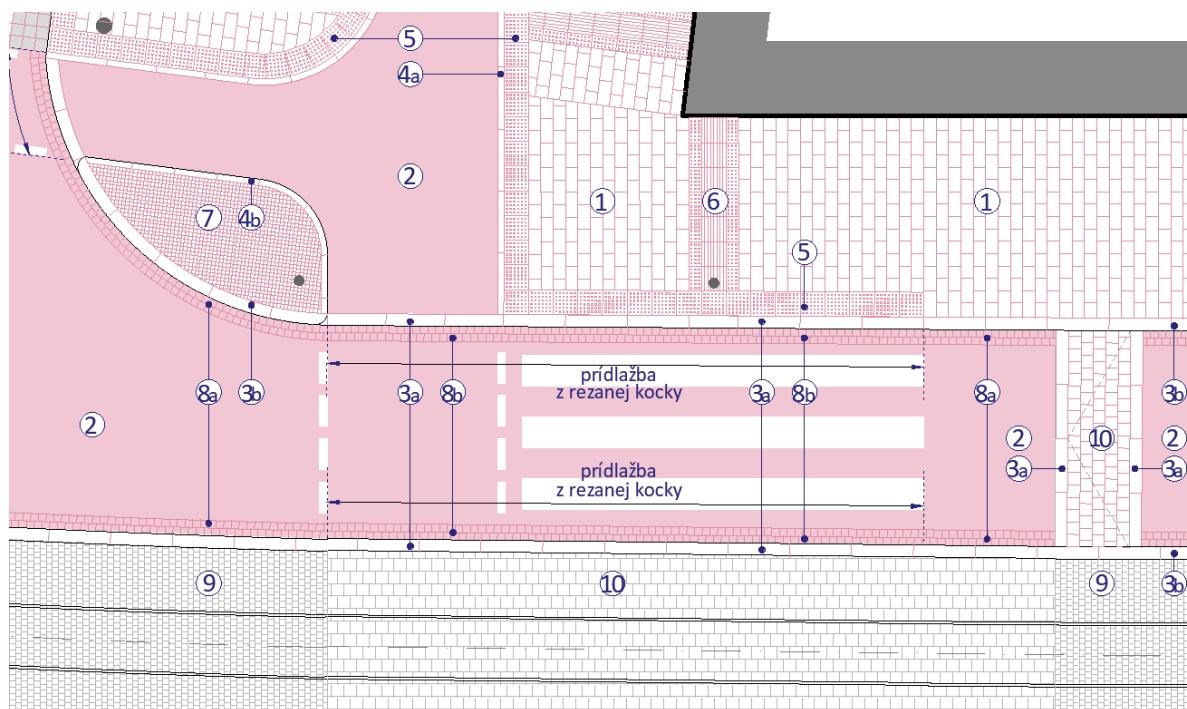 5
4a
2
1
6
1
7
4b
5
prídlažba
z rezanej kocky
8a
3b
3a
8b
3a
8b
8a
3b
2
2
10
2
3a
3a
prídlažba
z rezanej kocky
9
10
9
3b